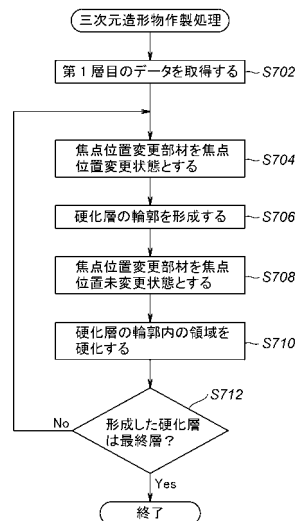 三次元造形物作製処理
第1層目のデータを取得する
S702
焦点位置変更部材を焦点
位置変更状態とする
S704
硬化層の輪郭を形成する
S706
焦点位置変更部材を焦点
位置未変更状態とする
S708
硬化層の輪郭内の領域を
硬化する
S710
S712
形成した硬化層
は最終層?
No
Yes
終了